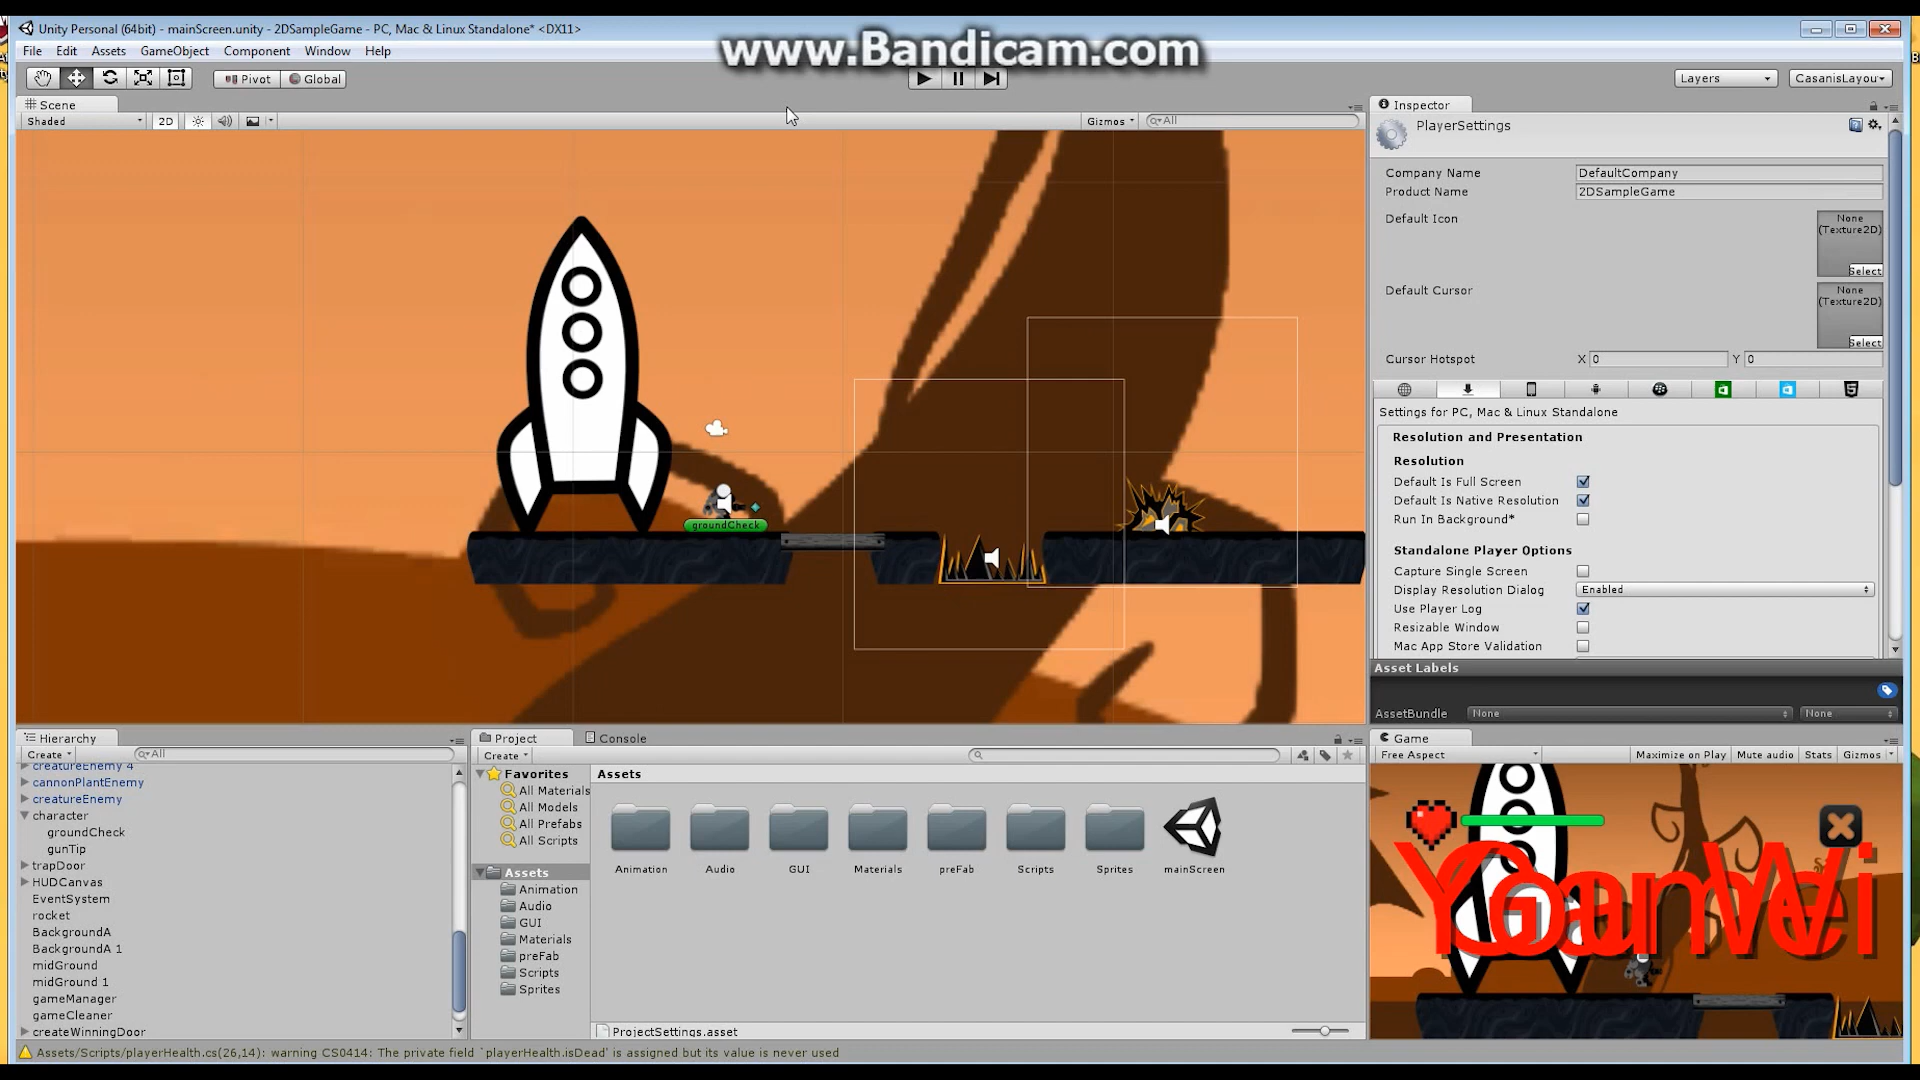 Unity Personal (64bit) - mainScreen.unity - 2DSampleGame - PC, Mac & Linux Standalone* <DX11>
www.Bandicam.com
File Edit Assets GameObject Component Window Help
Pivot Global
Layers CasanisLayou
Scene
Shaded 2D Gizmos All
groundCheck
Inspector
PlayerSettings
Company Name DefaultCompany
Product Name 2DSampleGame
Default Icon None (Texture2D) Select
Default Cursor None (Texture2D) Select
Cursor Hotspot X 0 Y 0
Settings for PC, Mac & Linux Standalone
Resolution and Presentation
Resolution
Default Is Full Screen
Default Is Native Resolution
Run In Background*
Standalone Player Options
Capture Single Screen
Display Resolution Dialog Enabled
Use Player Log
Resizable Window
Mac App Store Validation
Asset Labels
AssetBundle None None
Hierarchy
Create All
creatureEnemy 4
cannonPlantEnemy
creatureEnemy
character
groundCheck
gunTip
trapDoor
HUDCanvas
EventSystem
rocket
BackgroundA
BackgroundA 1
midGround
midGround 1
gameManager
gameCleaner
createWinningDoor
Project Console
Create
Favorites
All Materials
All Models
All Prefabs
All Scripts
Assets
Animation
Audio
GUI
Materials
preFab
Scripts
Sprites
Assets
Animation Audio GUI Materials preFab Scripts Sprites mainScreen
ProjectSettings.asset
Game
Free Aspect Maximize on Play Mute audio Stats Gizmos
Assets/Scripts/playerHealth.cs(26,14): warning CS0414: The private field `playerHealth.isDead' is assigned but its value is never used